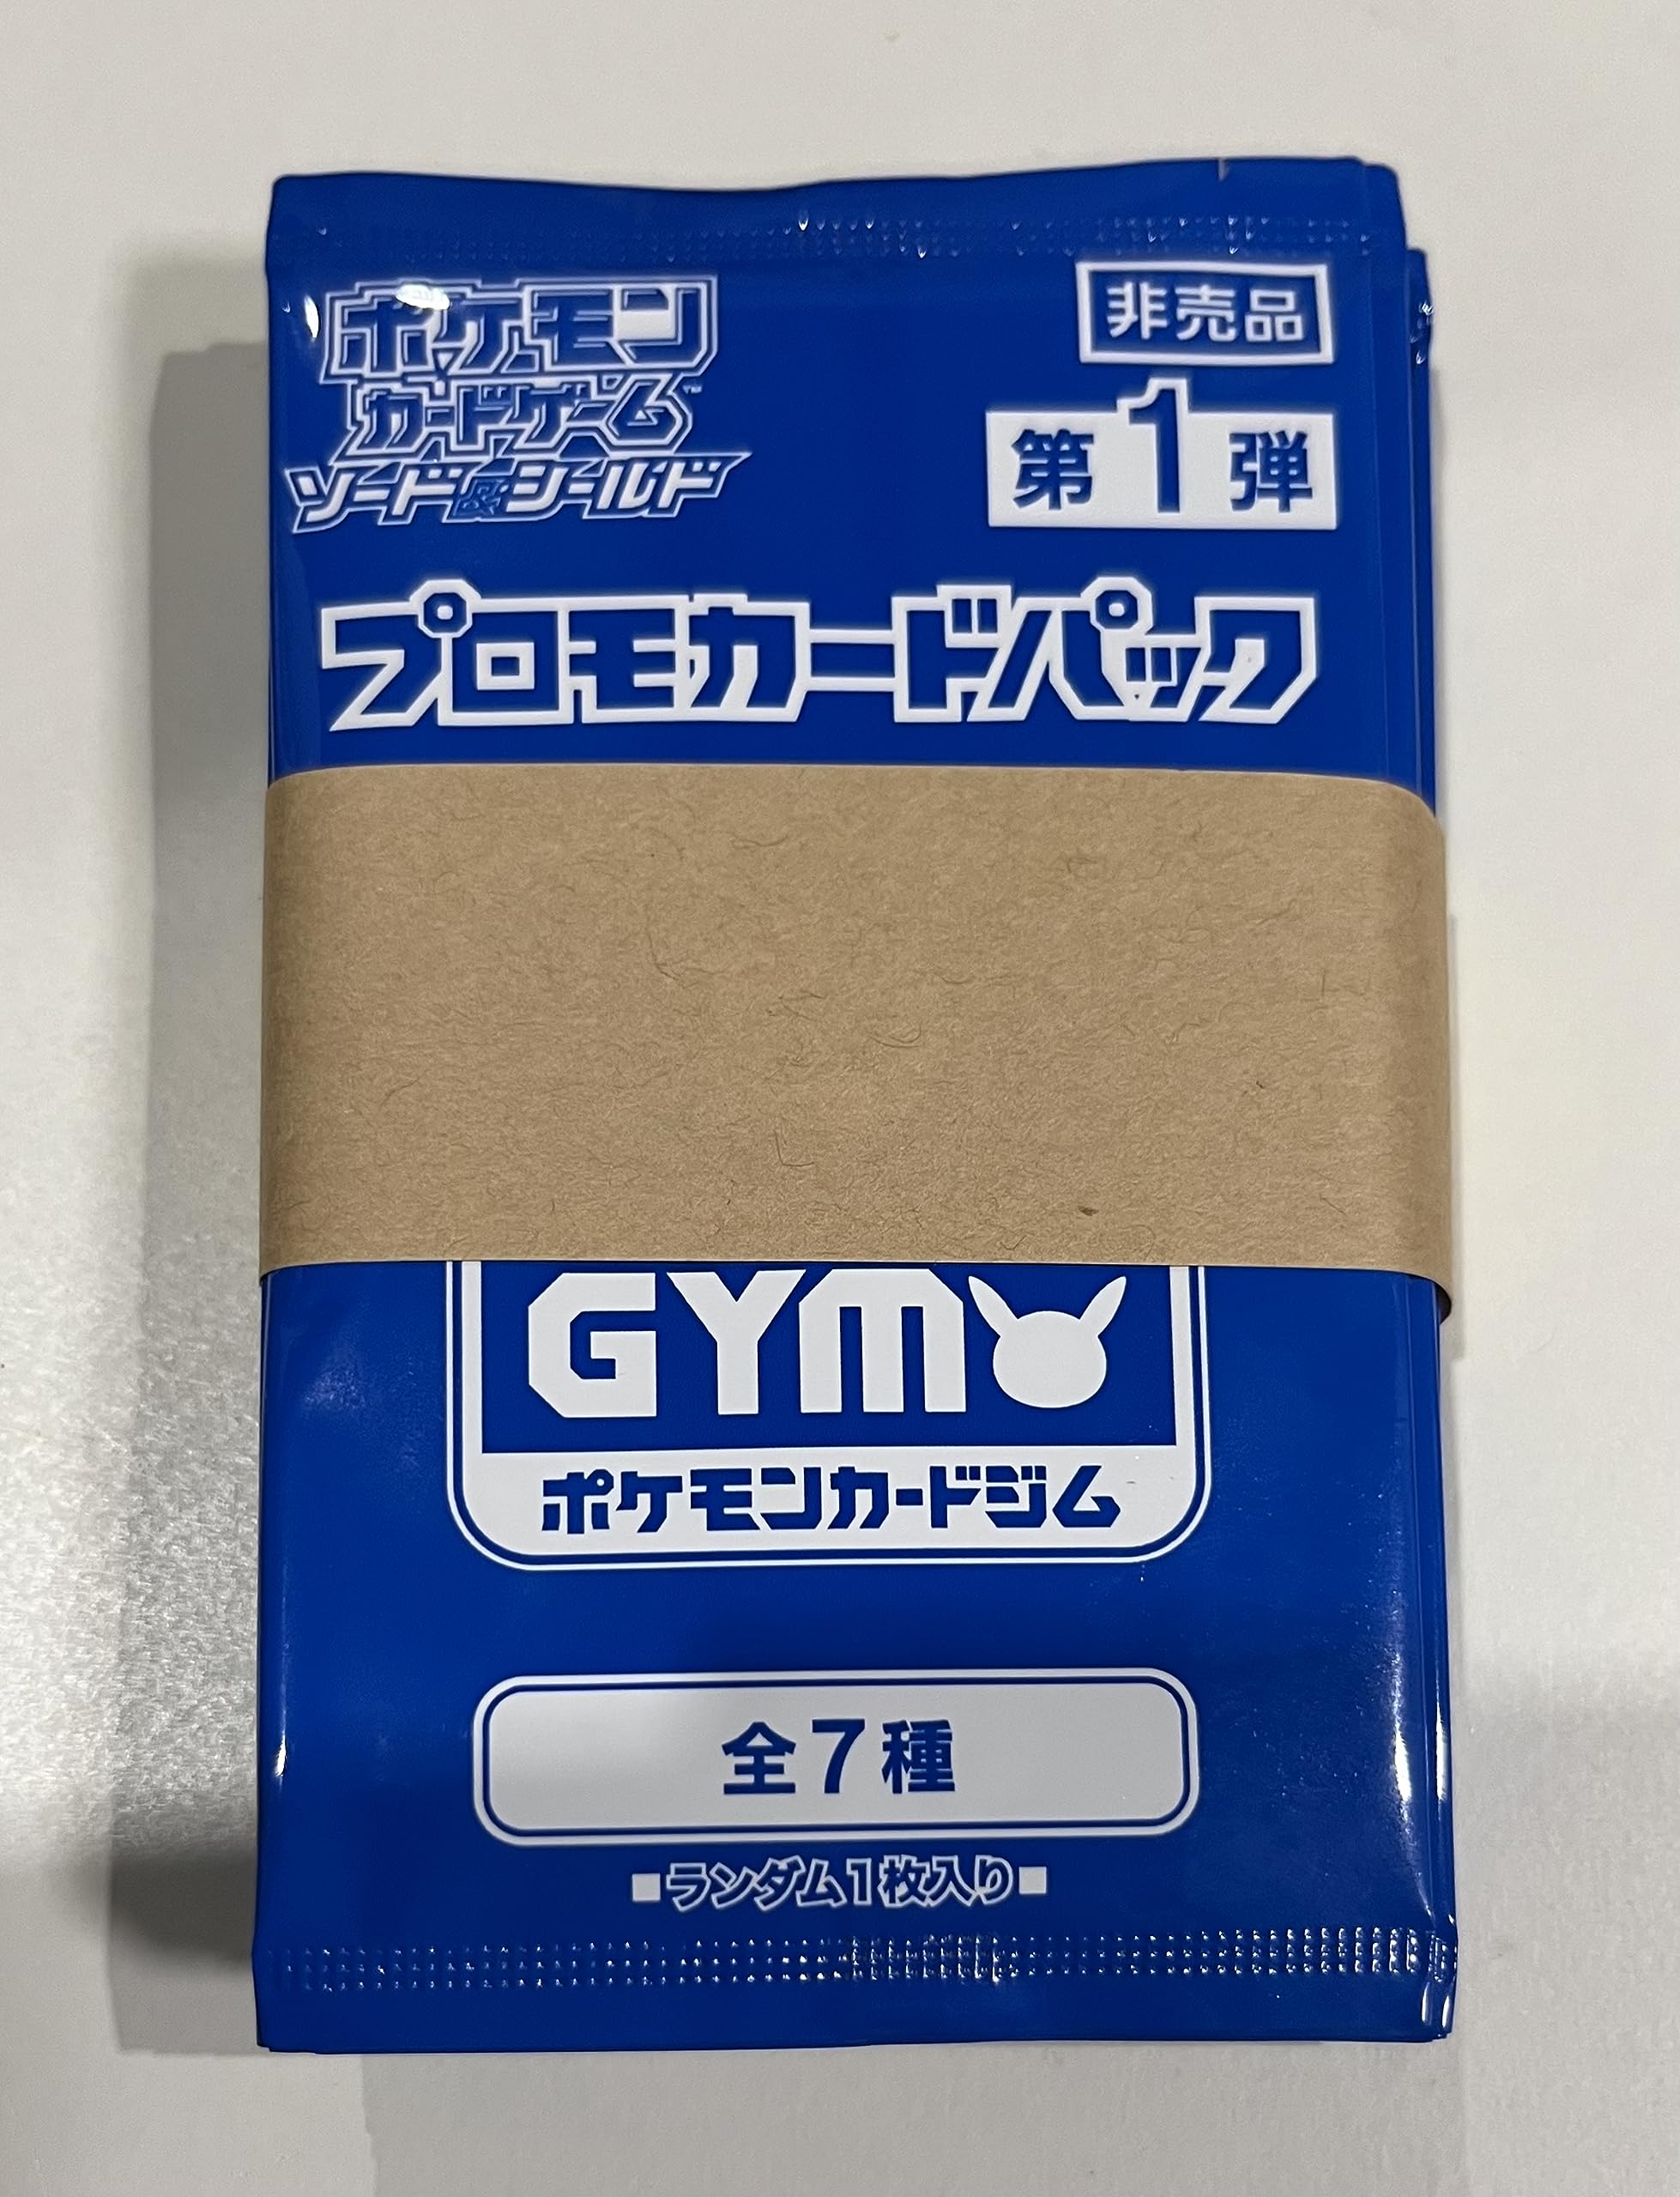 ポケモン
カードゲーム™
ソード&シールド
非売品
第1弾
プロモカードパック
GYM
ポケモンカードジム
全7種
■ランダム1枚入り■